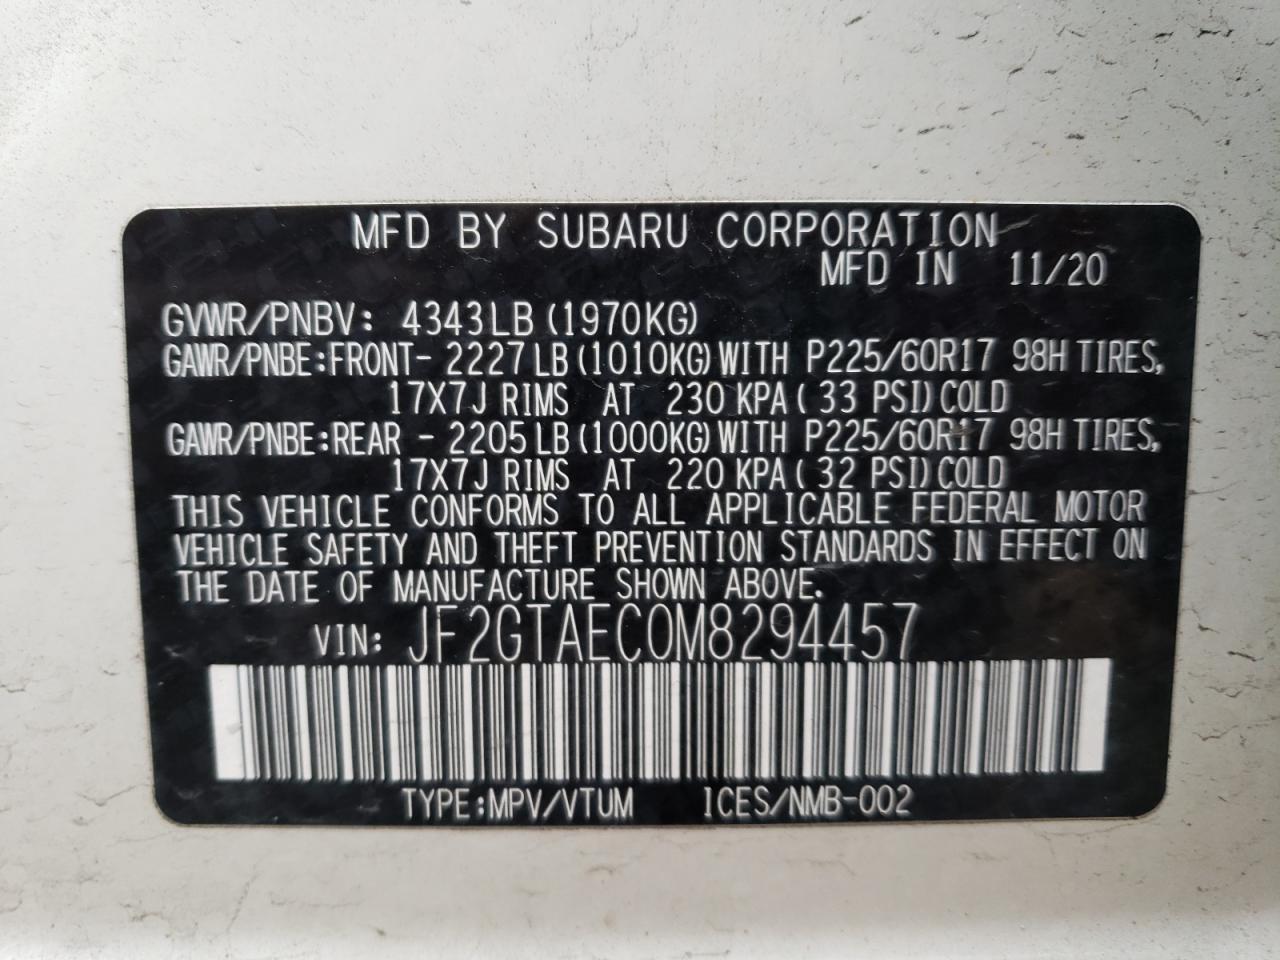 MFD BY SUBARU CORPORATION
MFD IN 11/20
GVWR/PNBV: 4343LB (1970KG)
GAWR/PNBE:FRONT- 2227LB (1010KG) WITH P225/60R17 98H TIRES,
17X7J RIMS AT 230 KPA( 33 PSI) COLD
GAWR/PNBE:REAR - 2205LB (1000KG) WITH P225/60R17 98H TIRES,
17X7J RIMS AT 220 KPA( 32 PSI) COLD
THIS VEHICLE CONFORMS TO ALL APPLICABLE FEDERAL MOTOR
VEHICLE SAFETY AND THEFT PREVENTION STANDARDS IN EFFECT ON
THE DATE OF MANUFACTURE SHOWN ABOVE.
VIN: JF2GTAEC0M8294457
TYPE:MPV/VTUM ICES/NMB-002